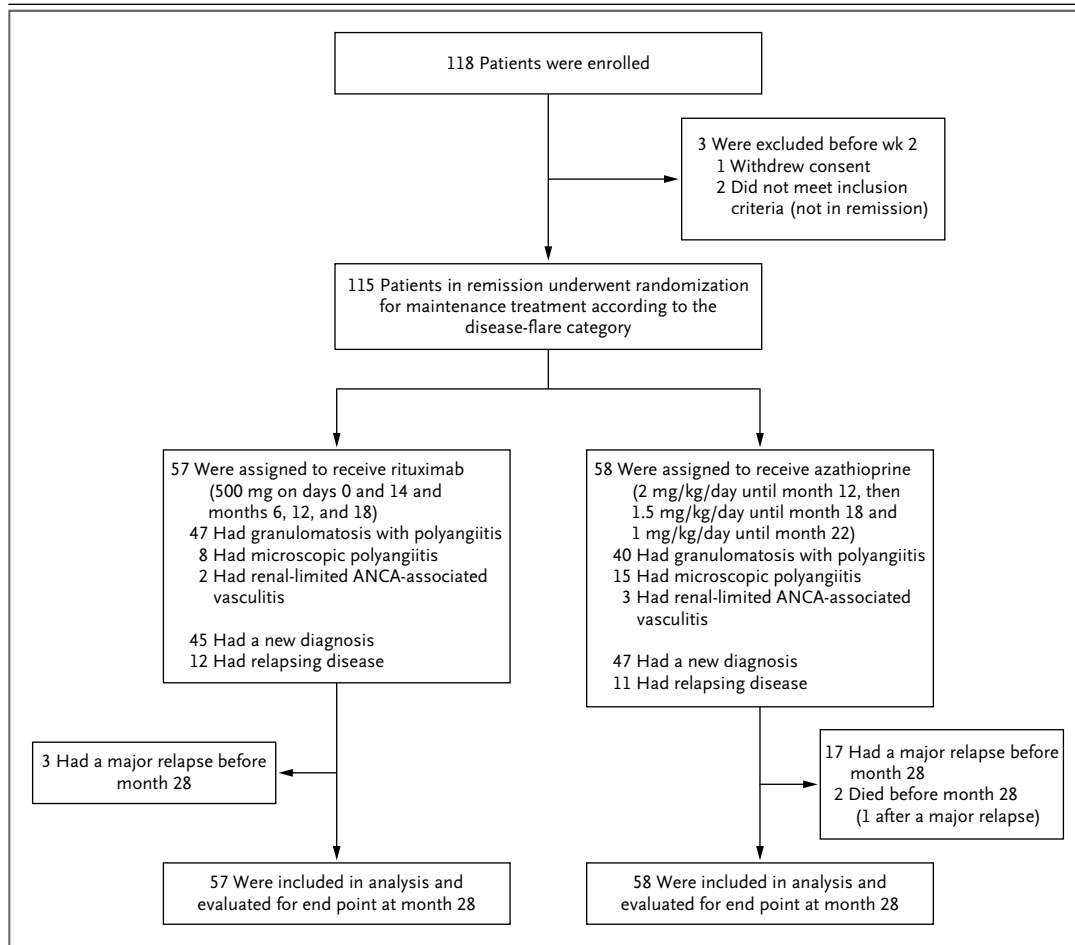 118 Patients were enrolled
3 Were excluded before wk 2
1 Withdrew consent
2 Did not meet inclusion
criteria (not in remission)
115 Patients in remission underwent randomization
for maintenance treatment according to the
disease-flare category
57 Were assigned to receive rituximab
(500 mg on days 0 and 14 and
months 6, 12, and 18)
47 Had granulomatosis with polyangiitis
8 Had microscopic polyangiitis
2 Had renal-limited ANCA-associated
vasculitis
45 Had a new diagnosis
12 Had relapsing disease
58 Were assigned to receive azathioprine
(2 mg/kg/day until month 12, then
1.5 mg/kg/day until month 18 and
1 mg/kg/day until month 22)
40 Had granulomatosis with polyangiitis
15 Had microscopic polyangiitis
3 Had renal-limited ANCA-associated
vasculitis
47 Had a new diagnosis
11 Had relapsing disease
3 Had a major relapse before
month 28
17 Had a major relapse before
month 28
2 Died before month 28
(1 after a major relapse)
57 Were included in analysis and
evaluated for end point at month 28
58 Were included in analysis and
evaluated for end point at month 28